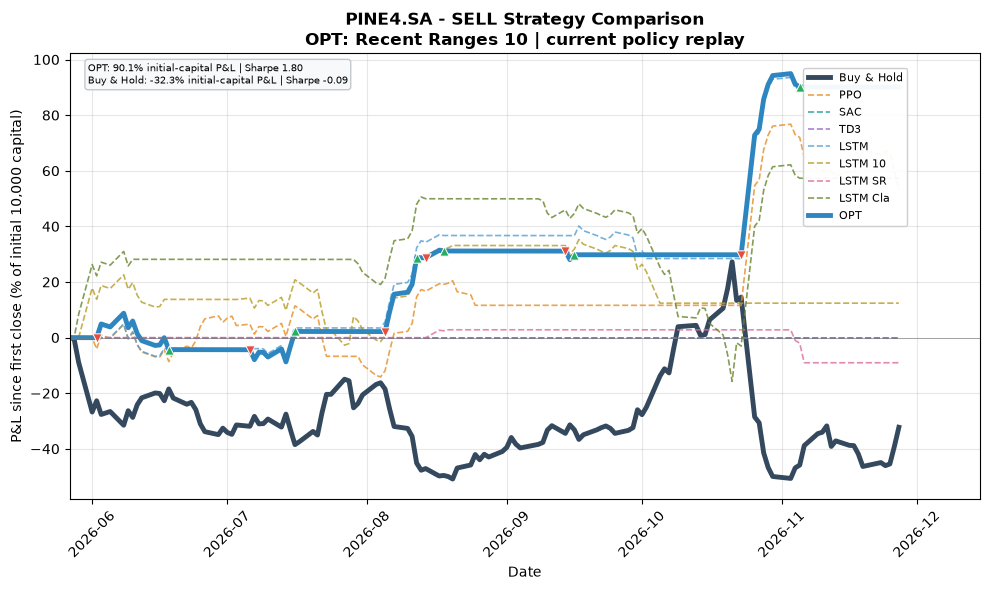 PINE4.SA - SELL Strategy Comparison
OPT: Recent Ranges 10 | current policy replay
OPT: 90.1% initial-capital P&L | Sharpe 1.80
Buy & Hold: -32.3% initial-capital P&L | Sharpe -0.09
Buy & Hold
PPO
SAC
TD3
LSTM
LSTM 10
LSTM SR
LSTM Cla
OPT
P&L since first close (% of initial 10,000 capital)
100
80
60
40
20
0
−20
−40
2026-06
2026-07
2026-08
2026-09
2026-10
2026-11
2026-12
Date